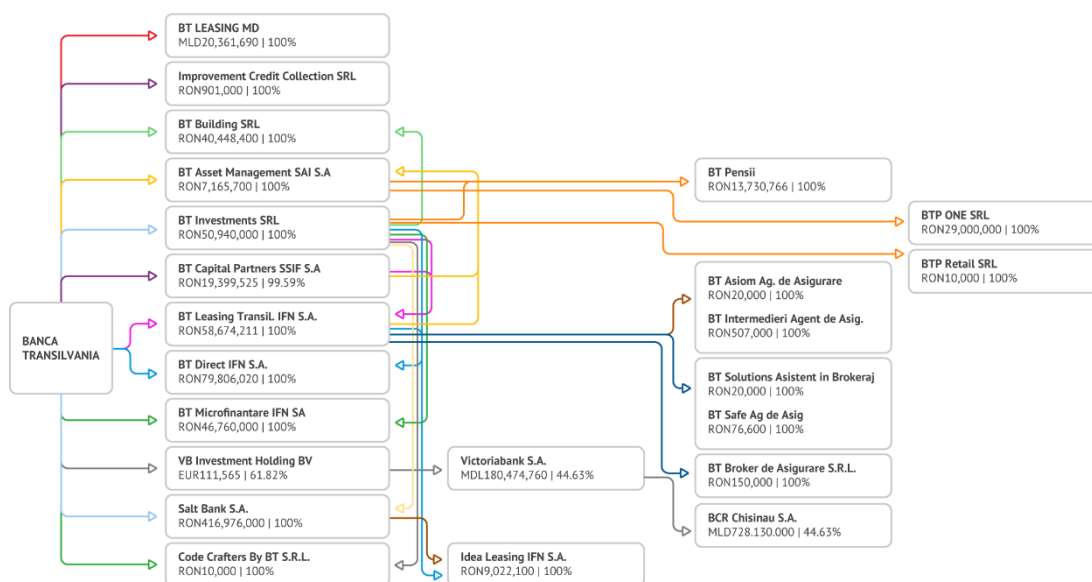 BT LEASING MD
MLD20,361,690 | 100%
Improvement Credit Collection SRL
RON901,000 | 100%
BT Building SRL
RON40,448,400 | 100%
BT Asset Management SAI S.A
RON7,165,700 | 100%
BT Investments SRL
RON50,940,000 | 100%
BT Capital Partners SSIF S.A
RON19,399,525 | 99.59%
BANCA
TRANSILVANIA
BT Leasing Transil. IFN S.A.
RON58,674,211 | 100%
BT Direct IFN S.A.
RON79,806,020 | 100%
BT Microfinantare IFN SA
RON46,760,000 | 100%
VB Investment Holding BV
EUR111,565 | 61.82%
Salt Bank S.A.
RON416,976,000 | 100%
Code Crafters By BT S.R.L.
RON10,000 | 100%
Victoriabank S.A.
MDL180,474,760 | 44.63%
Idea Leasing IFN S.A.
RON9,022,100 | 100%
BT Pensii
RON13,730,766 | 100%
BTP ONE SRL
RON29,000,000 | 100%
BTP Retail SRL
RON10,000 | 100%
BT Asiom Ag. de Asigurare
RON20,000 | 100%
BT Intermedieri Agent de Asig.
RON507,000 | 100%
BT Solutions Asistent in Brokeraj
RON20,000 | 100%
BT Safe Ag de Asig
RON76,600 | 100%
BT Broker de Asigurare S.R.L.
RON150,000 | 100%
BCR Chisinau S.A.
MLD728.130.000 | 44.63%